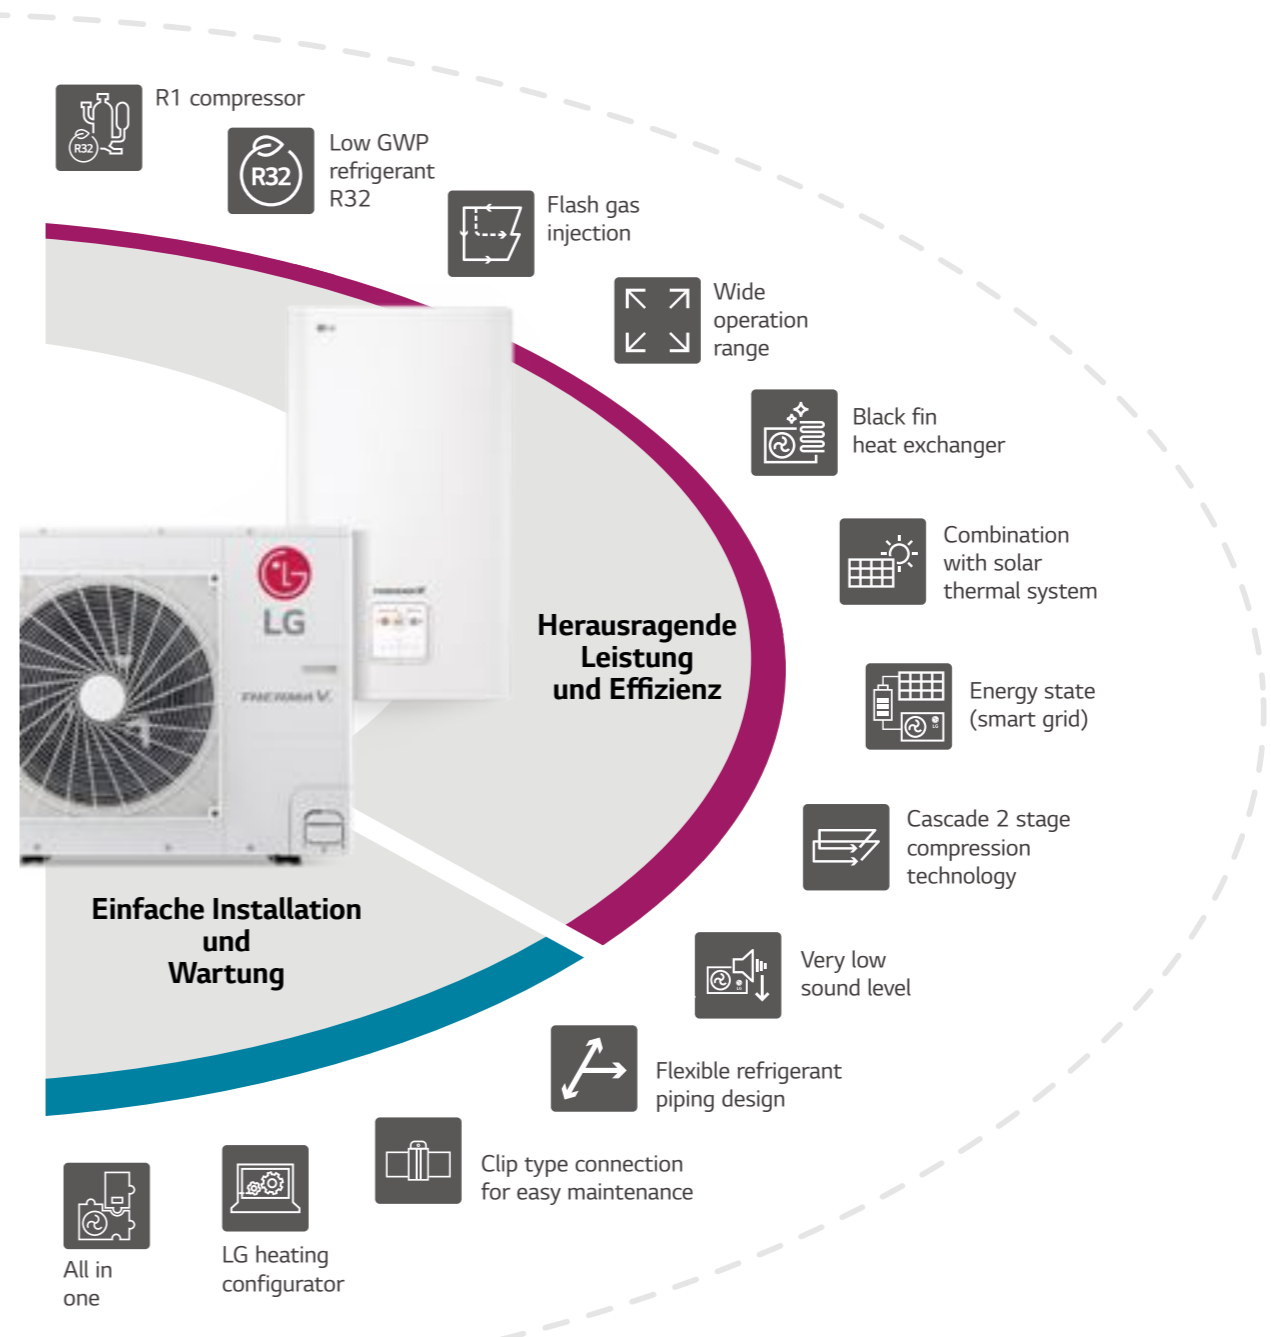 R1 compressor
R32
Low GWP
refrigerant
R32
R32
Flash gas
injection
Wide
operation
range
Black fin
heat exchanger
Combination
with solar
thermal system
LG
THERMA V.
Herausragende
Leistung
und Effizienz
Energy state
(smart grid)
Cascade 2 stage
compression
technology
Einfache Installation
und
Wartung
Very low
sound level
Flexible refrigerant
piping design
Clip type connection
for easy maintenance
LG heating
configurator
All in
one